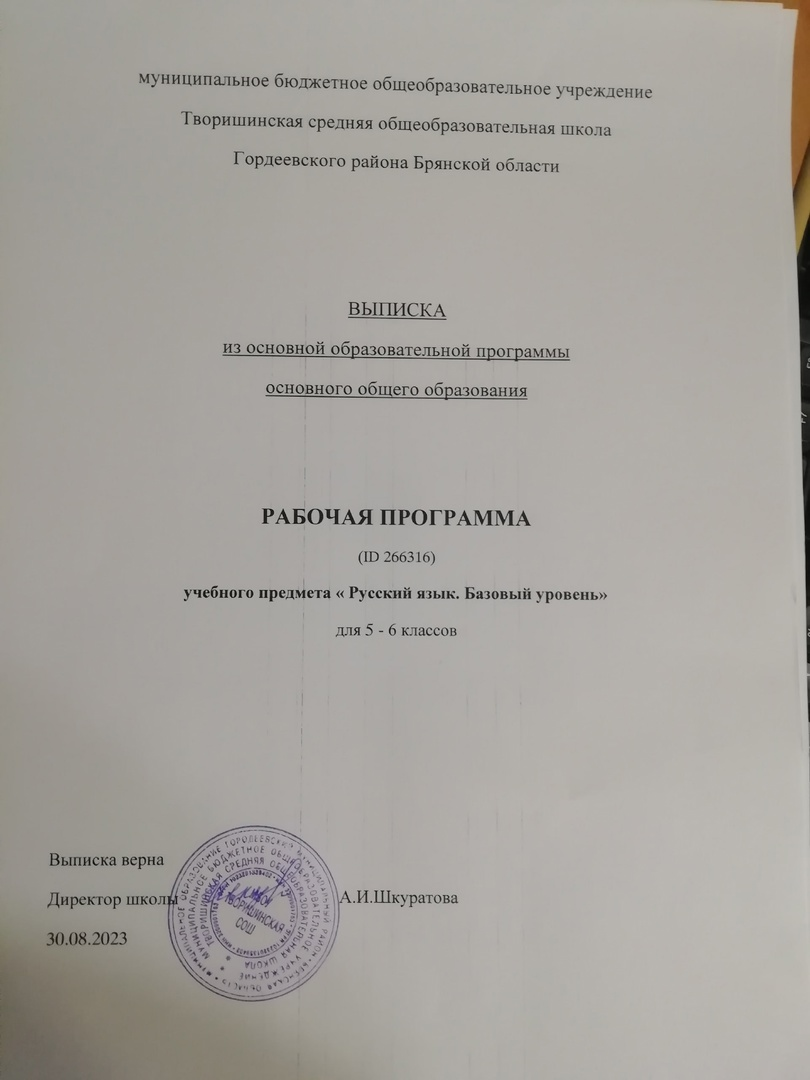 муниципальное бюджетное общеобразовательное учреждение
Творишинская средняя общеобразовательная школа
Гордеевского района Брянской области
ВЫПИСКА
из основной образовательной программы
основного общего образования
РАБОЧАЯ ПРОГРАММА
(ID 266316)
учебного предмета « Русский язык. Базовый уровень»
для 5 - 6 классов
Выписка верна
Директор школы
А.И.Шкуратова
30.08.2023
ТВОРИШИНСКАЯ
СОШ